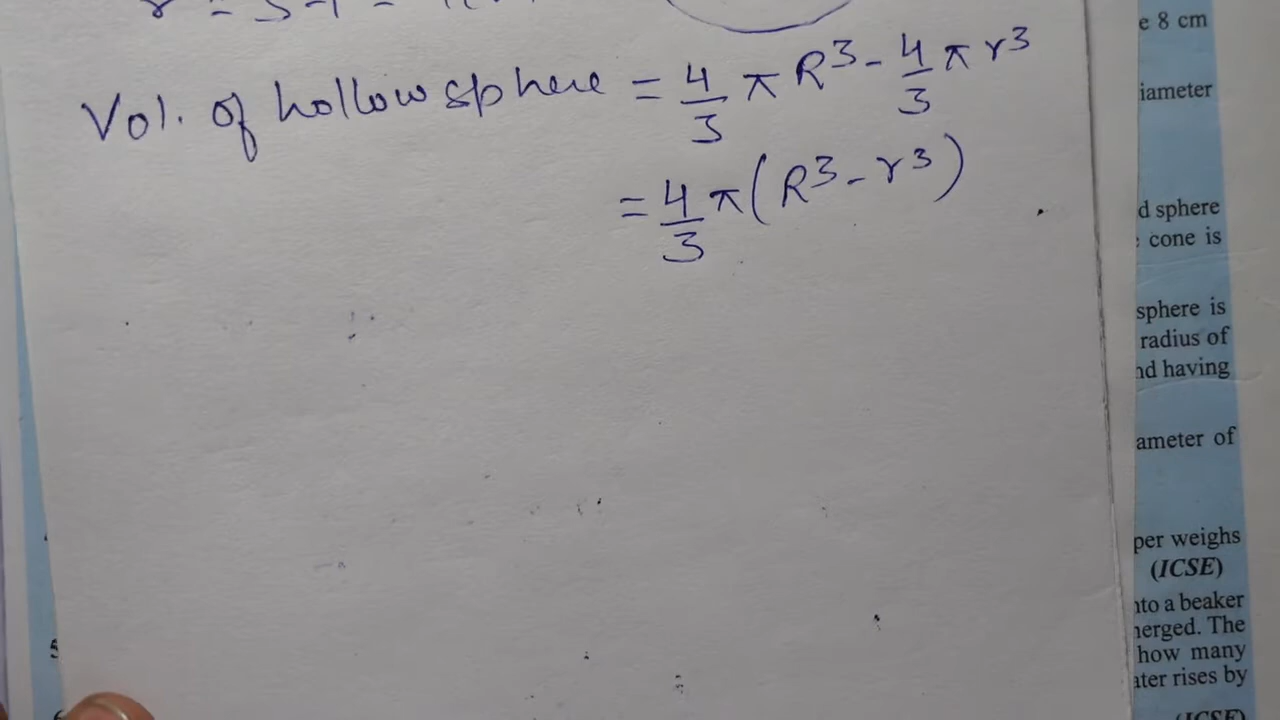 Vol. of hollow sphere = 4/3 π R³ - 4/3 π r³
= 4/3 π (R³ - r³)
e 8 cm
iameter
d sphere
cone is
sphere is
radius of
nd having
ameter of
per weighs
(ICSE)
nto a beaker
nerged. The
how many
ater rises by
(ICSE)
5